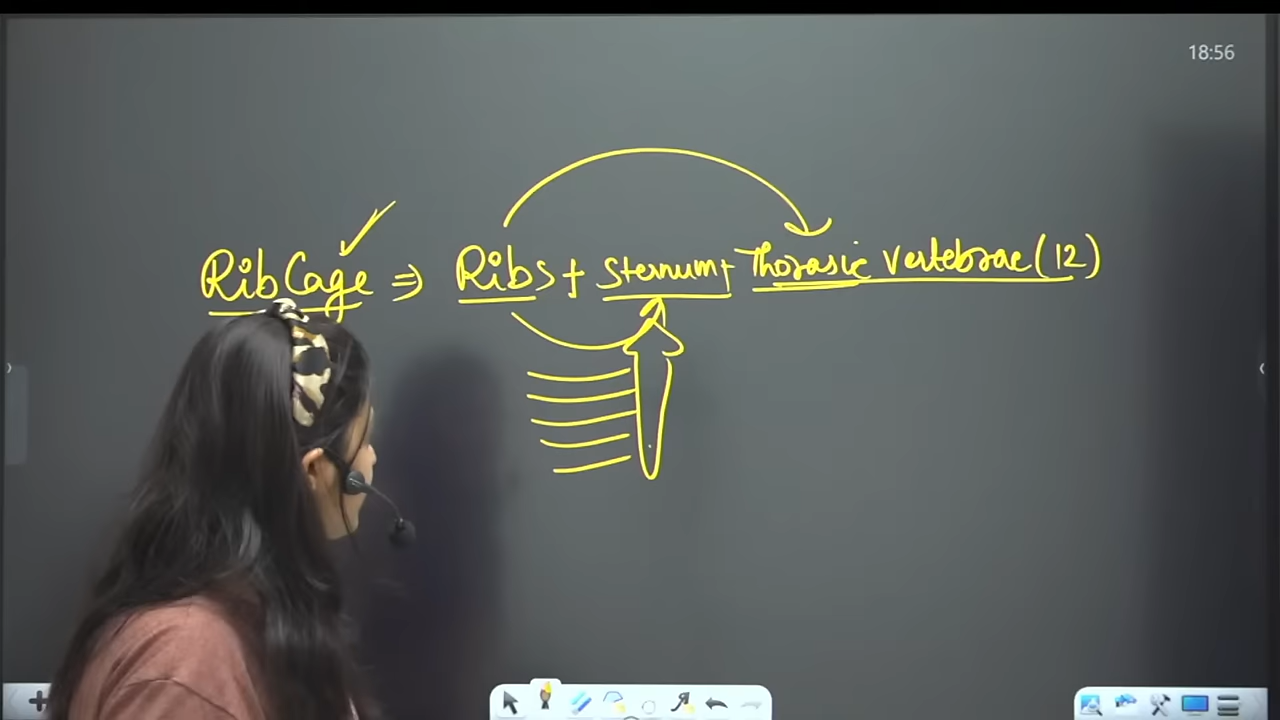 18:56
Rib Cage ⇒ Ribs + Sternum + Thorasic Vertebrae (12)